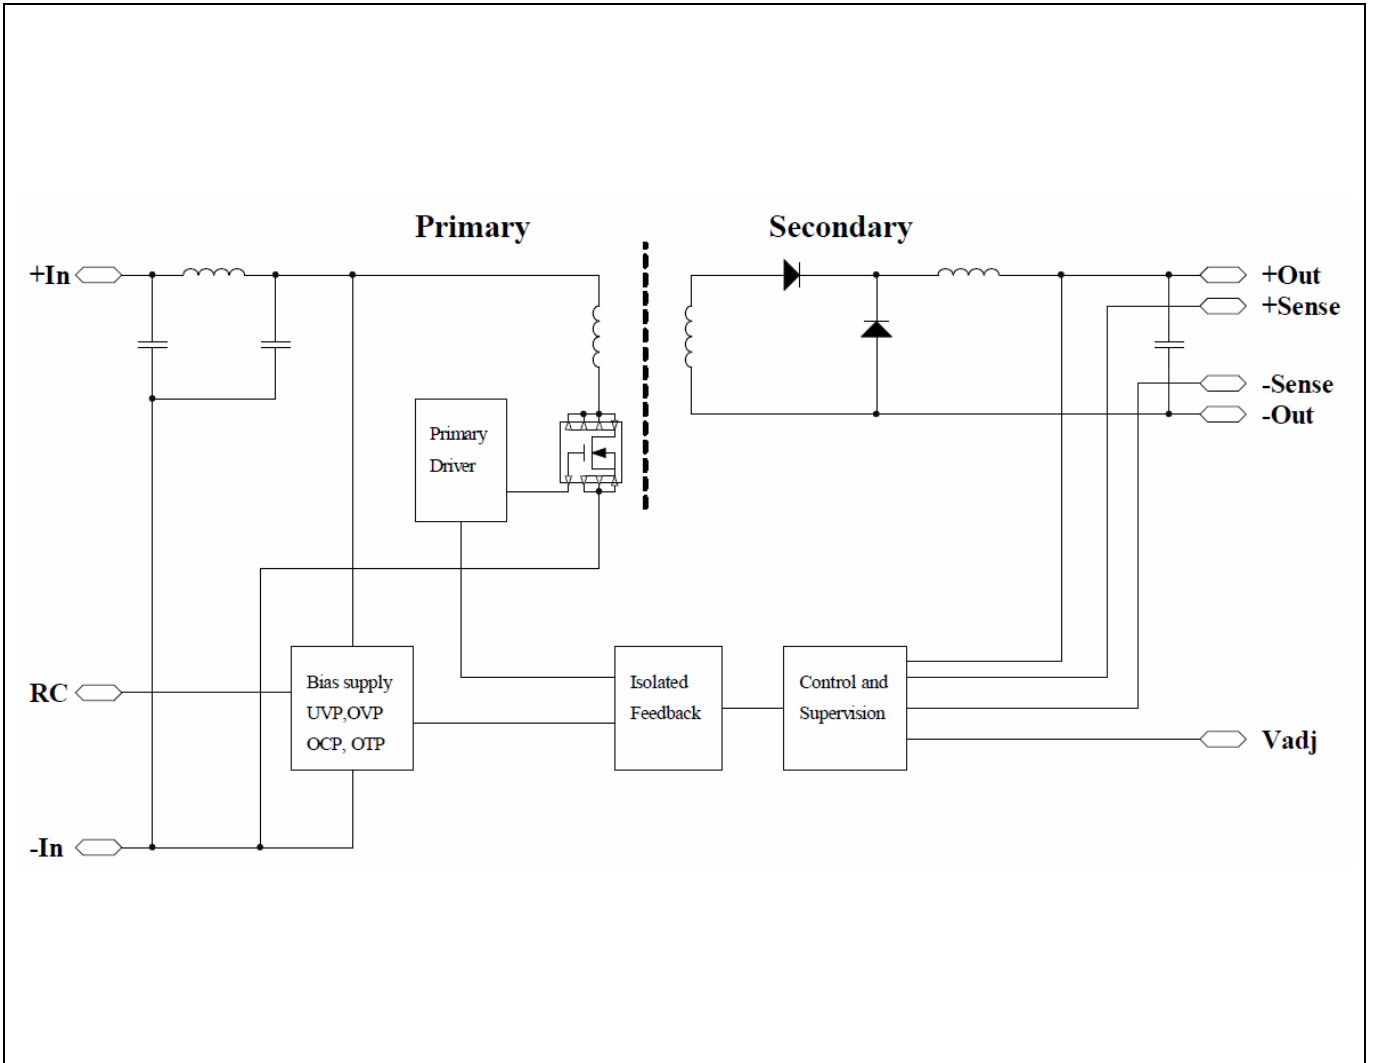 Primary
Secondary
+In
+Out
+Sense
-Sense
-Out
Primary
Driver
RC
Bias supply
UVP,OVP
OCP, OTP
Isolated
Feedback
Control and
Supervision
Vadj
-In